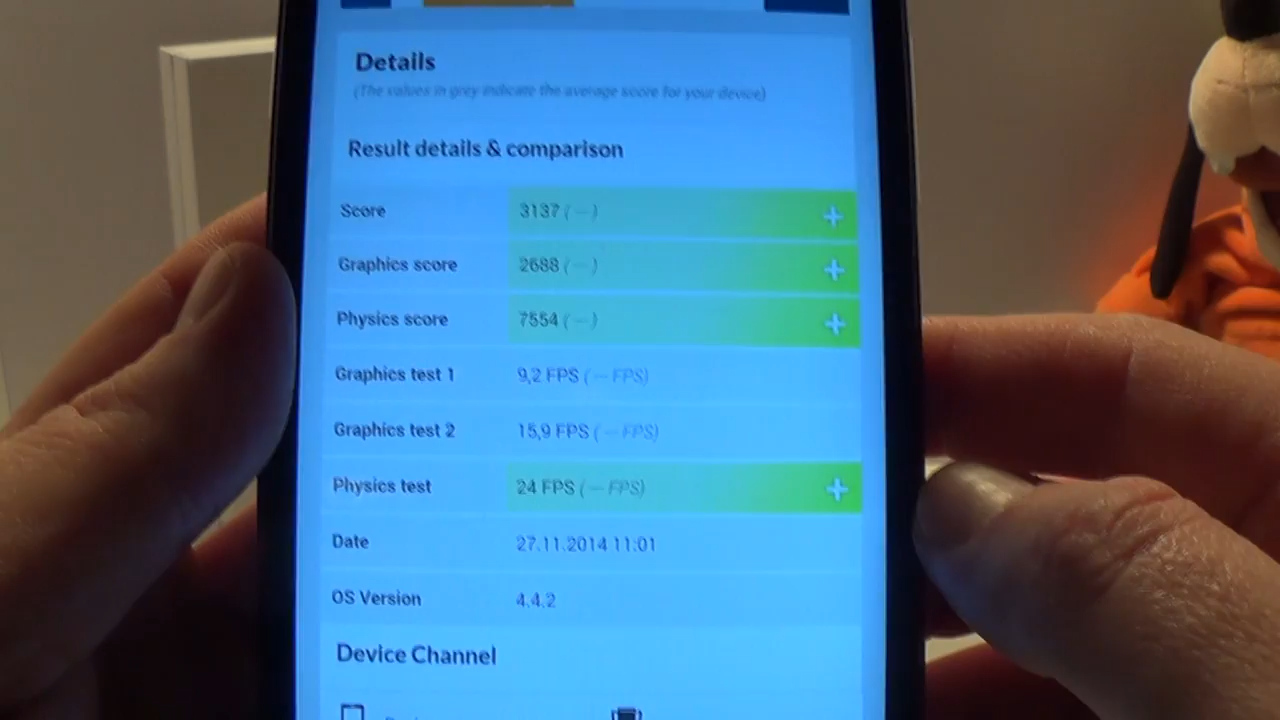 Details
(The values in grey indicate the average score for your device)
Result details & comparison
Score 3137 (—)
Graphics score 2688 (—)
Physics score 7554 (—)
Graphics test 1 9,2 FPS (— FPS)
Graphics test 2 15,9 FPS (— FPS)
Physics test 24 FPS (— FPS)
Date 27.11.2014 11:01
OS Version 4.4.2
Device Channel